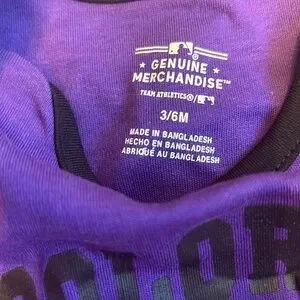 ★ GENUINE ★
MERCHANDISE™
TEAM ATHLETICS®/
3/6M
MADE IN BANGLADESH
HECHO EN BANGLADESH
ABRIQUÉ AU BANGLADESH